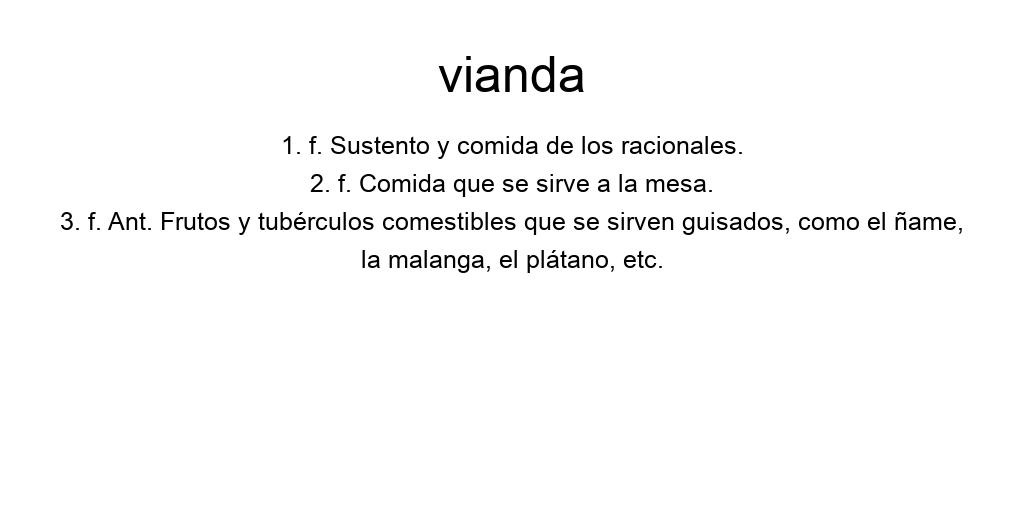 vianda
1. f. Sustento y comida de los racionales.
2. f. Comida que se sirve a la mesa.
3. f. Ant. Frutos y tubérculos comestibles que se sirven guisados, como el ñame,
la malanga, el plátano, etc.